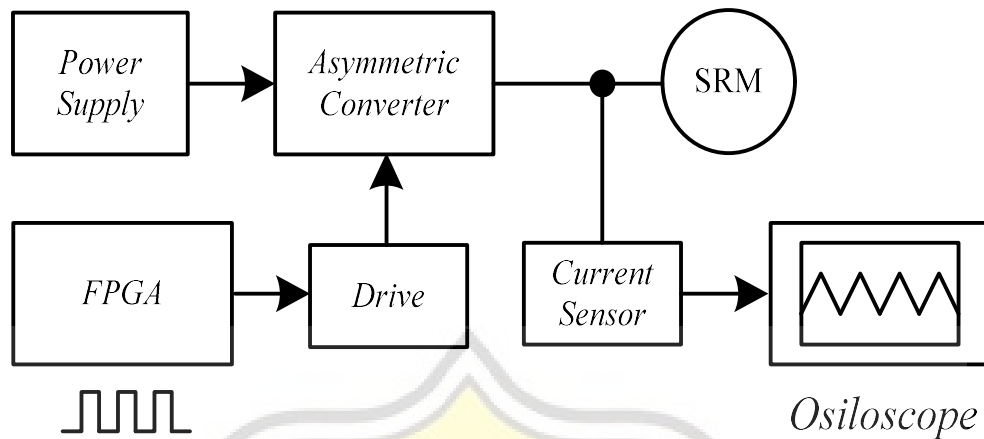 Power
Supply
Asymmetric
Converter
SRM
FPGA
Drive
Current
Sensor
Osiloscope